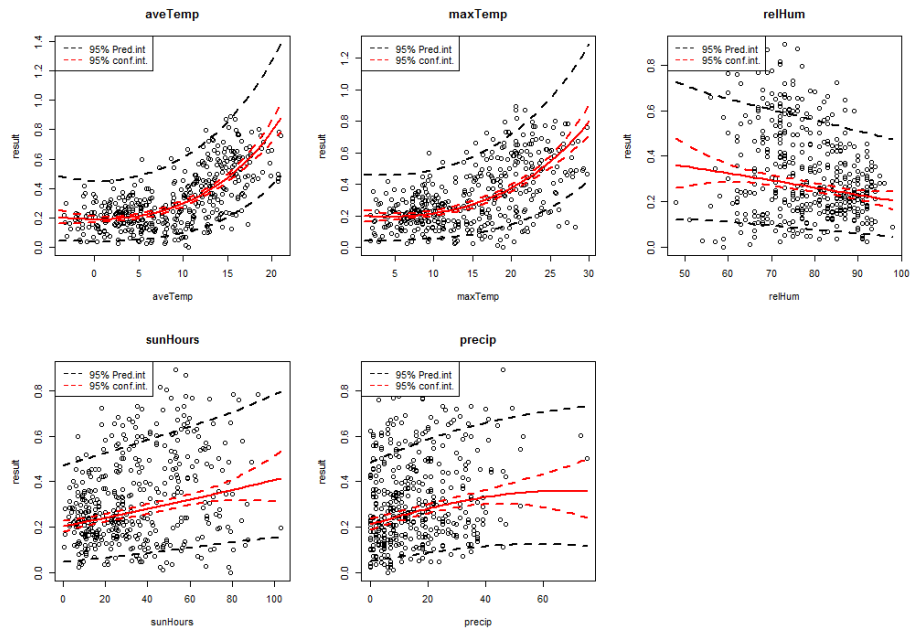 aveTemp
maxTemp
relHum
1.4
1.2
1.0
0.8
0.6
0.4
0.2
0.0
result
95% Pred.int
95% conf.int.
0
5
10
15
20
aveTemp
1.2
1.0
0.8
0.6
0.4
0.2
0.0
result
95% Pred.int
95% conf.int.
5
10
15
20
25
30
maxTemp
0.8
0.6
0.4
0.2
0.0
result
95% Pred.int
95% conf.int.
50
60
70
80
90
100
relHum
sunHours
precip
0.8
0.6
0.4
0.2
0.0
result
95% Pred.int
95% conf.int.
0
20
40
60
80
100
sunHours
0.8
0.6
0.4
0.2
0.0
result
95% Pred.int
95% conf.int.
0
20
40
60
precip